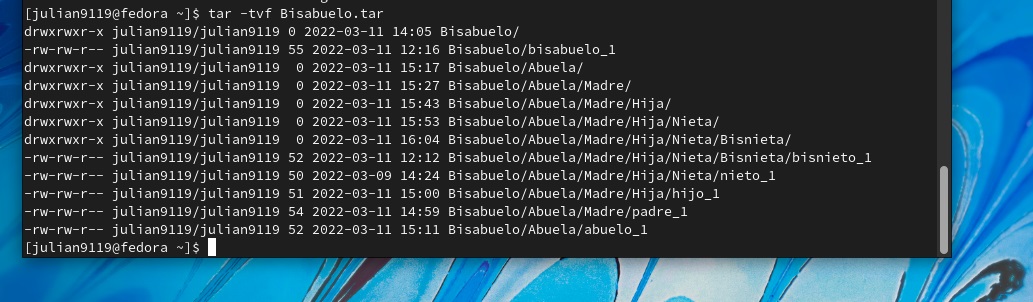 [julian9119@fedora ~]$ tar -tvf Bisabuelo.tar
drwxrwxr-x julian9119/julian9119 0 2022-03-11 14:05 Bisabuelo/
-rw-rw-r-- julian9119/julian9119 55 2022-03-11 12:16 Bisabuelo/bisabuelo_1
drwxrwxr-x julian9119/julian9119  0 2022-03-11 15:17 Bisabuelo/Abuela/
drwxrwxr-x julian9119/julian9119  0 2022-03-11 15:27 Bisabuelo/Abuela/Madre/
drwxrwxr-x julian9119/julian9119  0 2022-03-11 15:43 Bisabuelo/Abuela/Madre/Hija/
drwxrwxr-x julian9119/julian9119  0 2022-03-11 15:53 Bisabuelo/Abuela/Madre/Hija/Nieta/
drwxrwxr-x julian9119/julian9119  0 2022-03-11 16:04 Bisabuelo/Abuela/Madre/Hija/Nieta/Bisnieta/
-rw-rw-r-- julian9119/julian9119 52 2022-03-11 12:12 Bisabuelo/Abuela/Madre/Hija/Nieta/Bisnieta/bisnieto_1
-rw-rw-r-- julian9119/julian9119 50 2022-03-09 14:24 Bisabuelo/Abuela/Madre/Hija/Nieta/nieto_1
-rw-rw-r-- julian9119/julian9119 51 2022-03-11 15:00 Bisabuelo/Abuela/Madre/Hija/hijo_1
-rw-rw-r-- julian9119/julian9119 54 2022-03-11 14:59 Bisabuelo/Abuela/Madre/padre_1
-rw-rw-r-- julian9119/julian9119 52 2022-03-11 15:11 Bisabuelo/Abuela/abuelo_1
[julian9119@fedora ~]$